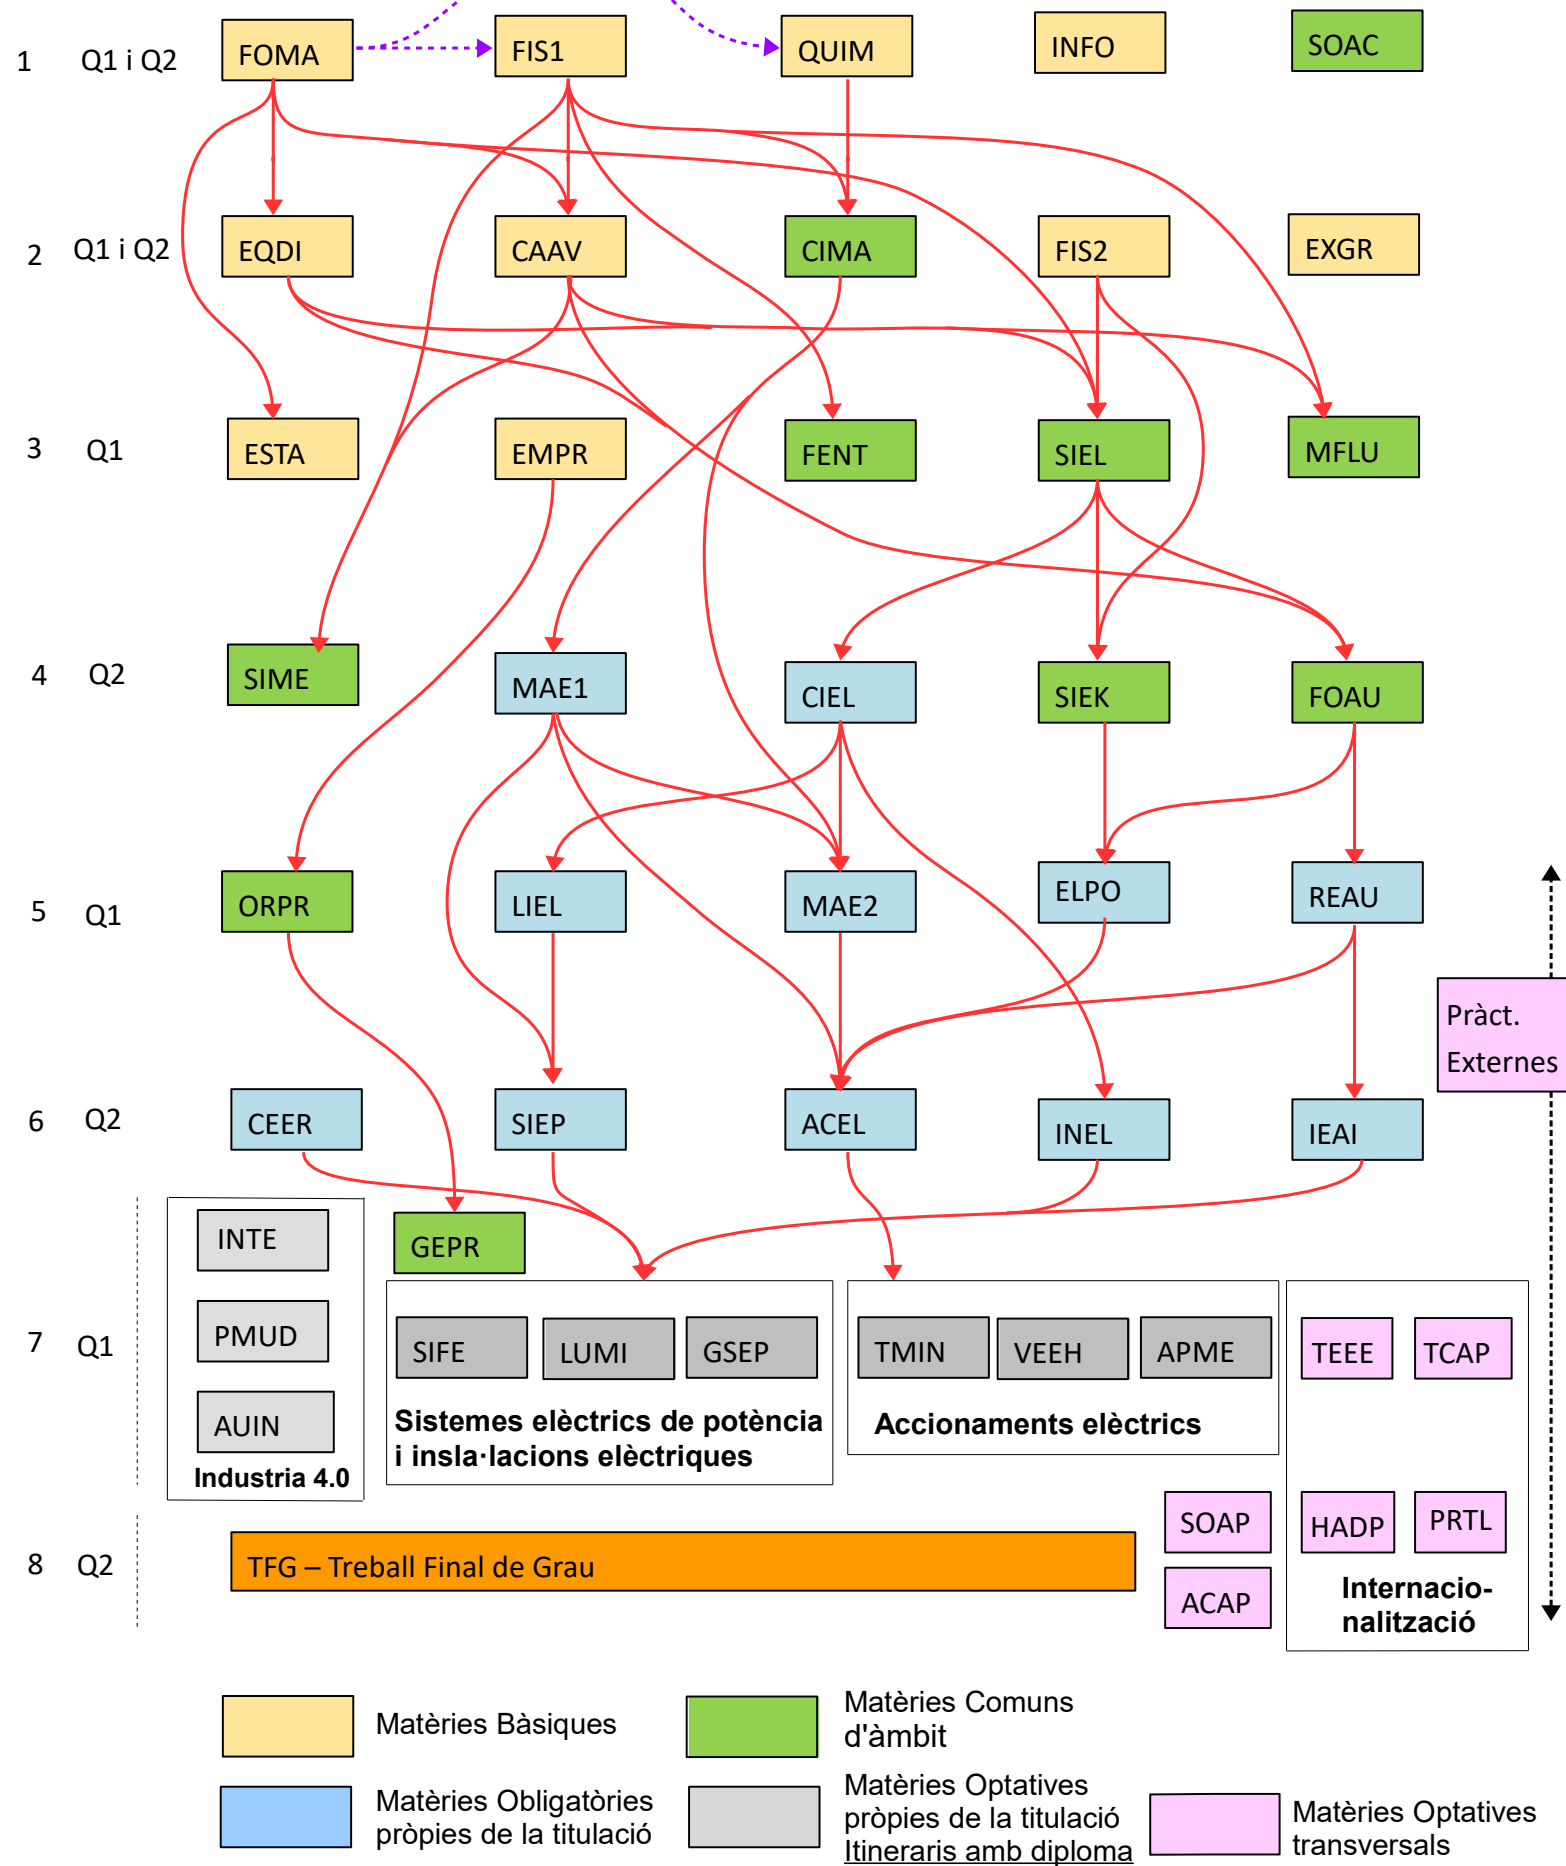 1 Q1 i Q2 FOMA FIS1 QUIM INFO SOAC
2 Q1 i Q2 EQDI CAAV CIMA FIS2 EXGR
3 Q1 ESTA EMPR FENT SIEL MFLU
4 Q2 SIME MAE1 CIEL SIEK FOAU
5 Q1 ORPR LIEL MAE2 ELPO REAU
Pràct.
Externes
6 Q2 CEER SIEP ACEL INEL IEAI
INTE
GEPR
7 Q1 PMUD SIFE LUMI GSEP TMIN VEEH APME TEEE TCAP
AUIN
Industria 4.0
Sistemes elèctrics de potència
i insla·lacions elèctriques
Accionaments elèctrics
SOAP HADP PRTL
8 Q2 TFG – Treball Final de Grau
ACAP
Internacio-
nalització
Matèries Bàsiques
Matèries Comuns
d'àmbit
Matèries Obligatòries
pròpies de la titulació
Matèries Optatives
pròpies de la titulació
Itineraris amb diploma
Matèries Optatives
transversals